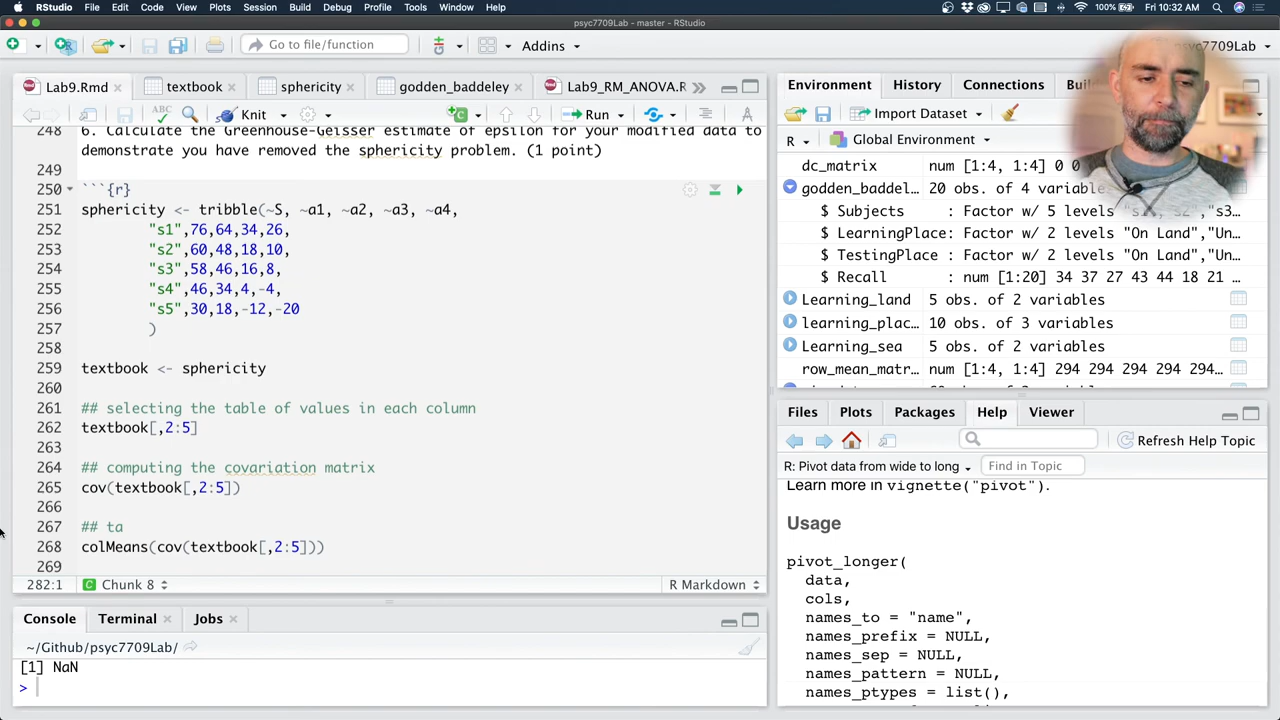 RStudio File Edit Code View Plots Session Build Debug Profile Tools Window Help 100% Fri Oct 9 10:32 AM
psyc7709Lab - master - RStudio
Go to file/function Addins psyc7709Lab
Lab9.Rmd textbook sphericity godden_baddeley Lab9_RM_ANOVA.R
ABC Knit Run
248 6. Calculate the Greenhouse-Geisser estimate of epsilon for your modified data to
demonstrate you have removed the sphericity problem. (1 point)
249
250 ```{r}
251 sphericity <- tribble(~S, ~a1, ~a2, ~a3, ~a4,
252 "s1",76,64,34,26,
253 "s2",60,48,18,10,
254 "s3",58,46,16,8,
255 "s4",46,34,4,-4,
256 "s5",30,18,-12,-20
257 )
258
259 textbook <- sphericity
260
261 ## selecting the table of values in each column
262 textbook[,2:5]
263
264 ## computing the covariation matrix
265 cov(textbook[,2:5])
266
267 ## ta
268 colMeans(cov(textbook[,2:5]))
269
282:1 Chunk 8 R Markdown
Console Terminal Jobs
~/Github/psyc7709Lab/
[1] NaN
>
Environment History Connections
Import Dataset
R Global Environment
dc_matrix num [1:4, 1:4] 0 0
godden_baddel… 20 obs. of 4 variable
$ Subjects : Factor w/ 5 levels "s1","s2","s3…
$ LearningPlace: Factor w/ 2 levels "On Land","Un…
$ TestingPlace : Factor w/ 2 levels "On Land","Un…
$ Recall : num [1:20] 34 37 27 43 44 18 21 …
Learning_land 5 obs. of 2 variables
learning_plac… 10 obs. of 3 variables
Learning_sea 5 obs. of 2 variables
row_mean_matr… num [1:4, 1:4] 294 294 294 294…
Files Plots Packages Help Viewer
Refresh Help Topic
R: Pivot data from wide to long Find in Topic
Learn more in vignette("pivot").
Usage
pivot_longer(
data,
cols,
names_to = "name",
names_prefix = NULL,
names_sep = NULL,
names_pattern = NULL,
names_ptypes = list(),